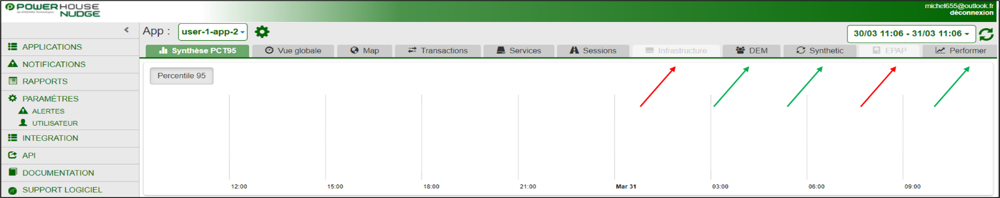 POWERHOUSE
by DYNAMIA Technologies NUDGE
michel655@outlook.fr
déconnexion
App : user-1-app-2
30/03 11:06 - 31/03 11:06
Synthèse PCT95 Vue globale Map Transactions Services Sessions Infrastructure DEM Synthetic EPAP Performer
APPLICATIONS
NOTIFICATIONS
RAPPORTS
PARAMÈTRES
ALERTES
UTILISATEUR
INTEGRATION
API
DOCUMENTATION
SUPPORT LOGICIEL
Percentile 95
12:00 15:00 18:00 21:00 Mar 31 03:00 06:00 09:00